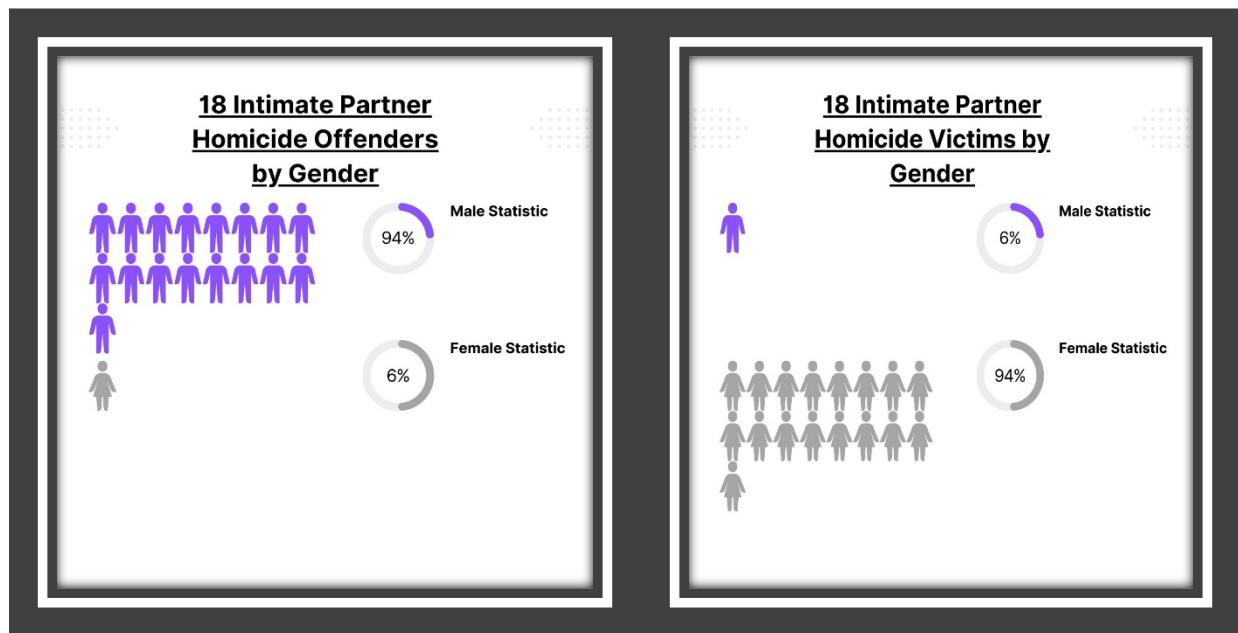 18 Intimate Partner
Homicide Offenders
by Gender
94%
Male Statistic
6%
Female Statistic
18 Intimate Partner
Homicide Victims by
Gender
6%
Male Statistic
94%
Female Statistic